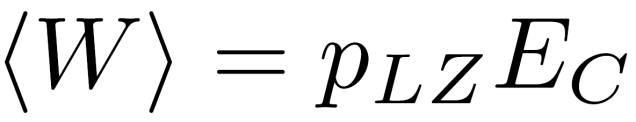 ⟨W⟩ = p_{LZ} E_C